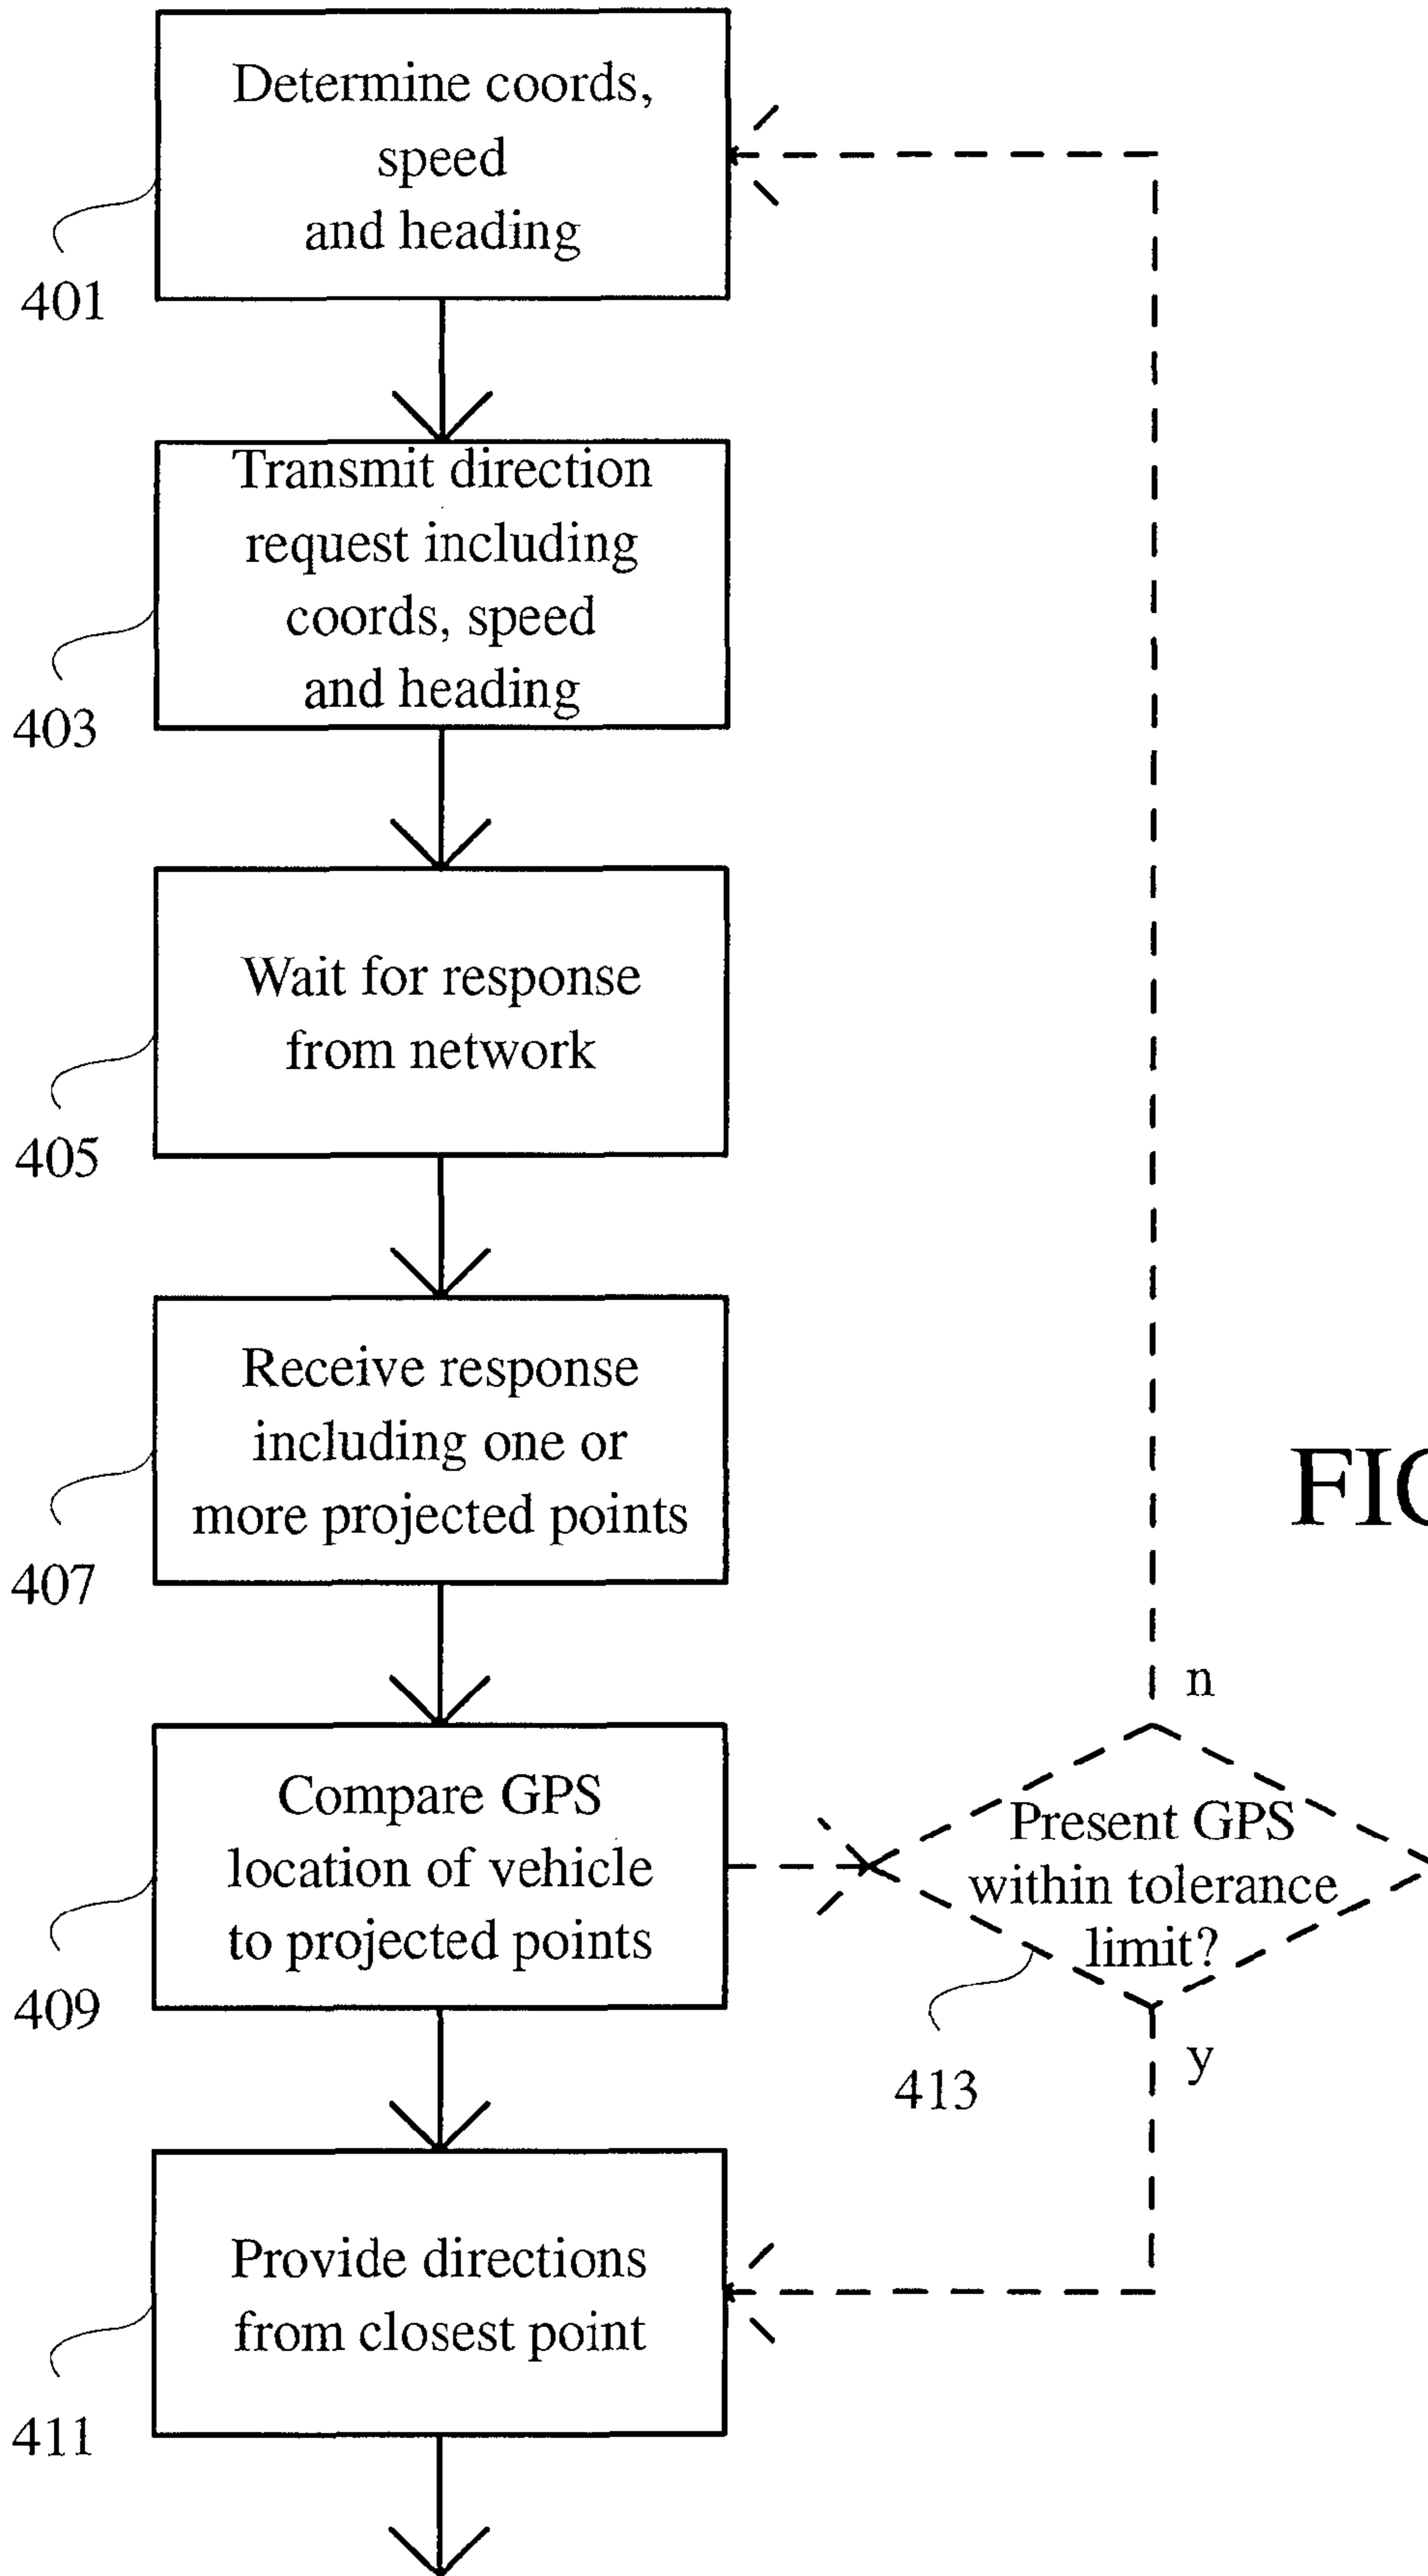 Determine coords,
speed
and heading
401
Transmit direction
request including
coords, speed
and heading
403
Wait for response
from network
405
Receive response
including one or
more projected points
407
FIG
n
Compare GPS
location of vehicle
to projected points
409
Present GPS
within tolerance
limit?
413
y
Provide directions
from closest point
411